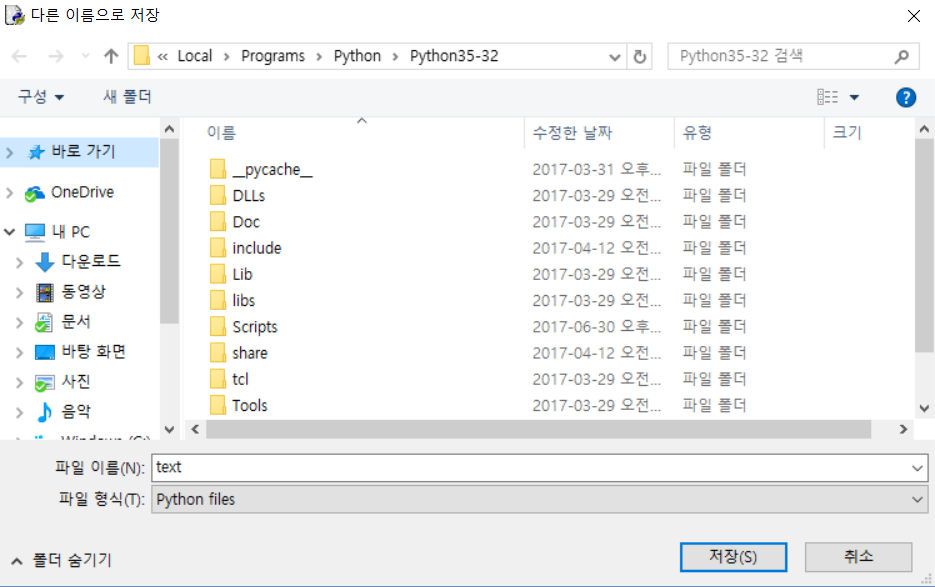 다른 이름으로 저장
« Local › Programs › Python › Python35-32
Python35-32 검색
구성 새 폴더
이름 수정한 날짜 유형 크기
바로 가기
OneDrive
내 PC
다운로드
동영상
문서
바탕 화면
사진
음악
__pycache__ 2017-03-31 오후... 파일 폴더
DLLs 2017-03-29 오전... 파일 폴더
Doc 2017-03-29 오전... 파일 폴더
include 2017-04-12 오전... 파일 폴더
Lib 2017-03-29 오전... 파일 폴더
libs 2017-03-29 오전... 파일 폴더
Scripts 2017-06-30 오후... 파일 폴더
share 2017-04-12 오전... 파일 폴더
tcl 2017-03-29 오전... 파일 폴더
Tools 2017-03-29 오전... 파일 폴더
파일 이름(N): text
파일 형식(T): Python files
폴더 숨기기
저장(S) 취소